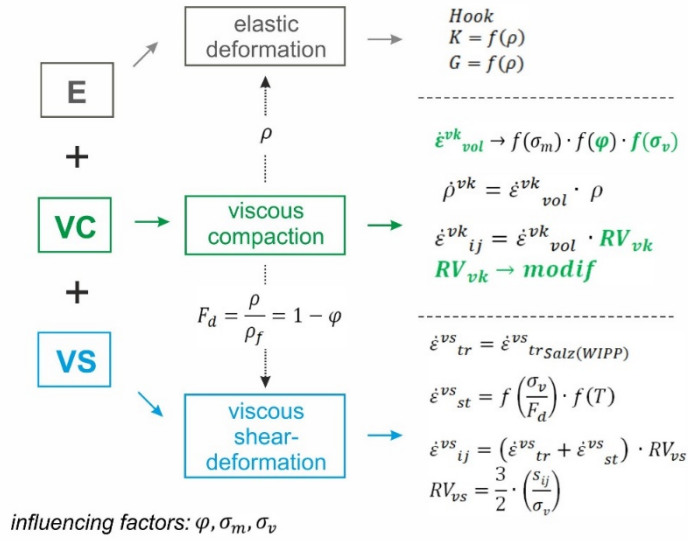 elastic
deformation
Hook
K = f(ρ)
G = f(ρ)
E
ρ
+
VC
viscous
compaction
ε̇ᵛᵏ_vol → f(σ_m) · f(φ) · f(σ_v)
ρ̇ᵛᵏ = ε̇ᵛᵏ_vol · ρ
ε̇ᵛᵏ_ij = ε̇ᵛᵏ_vol · RV_vk
RV_vk → modif
+
F_d = ρ/ρ_f = 1 − φ
VS
viscous
shear-
deformation
ε̇ᵛˢ_tr = ε̇ᵛˢ_tr_Salz(WIPP)
ε̇ᵛˢ_st = f(σ_v/F_d) · f(T)
ε̇ᵛˢ_ij = (ε̇ᵛˢ_tr + ε̇ᵛˢ_st) · RV_vs
RV_vs = 3/2 · (s_ij/σ_v)
influencing factors: φ, σ_m, σ_v